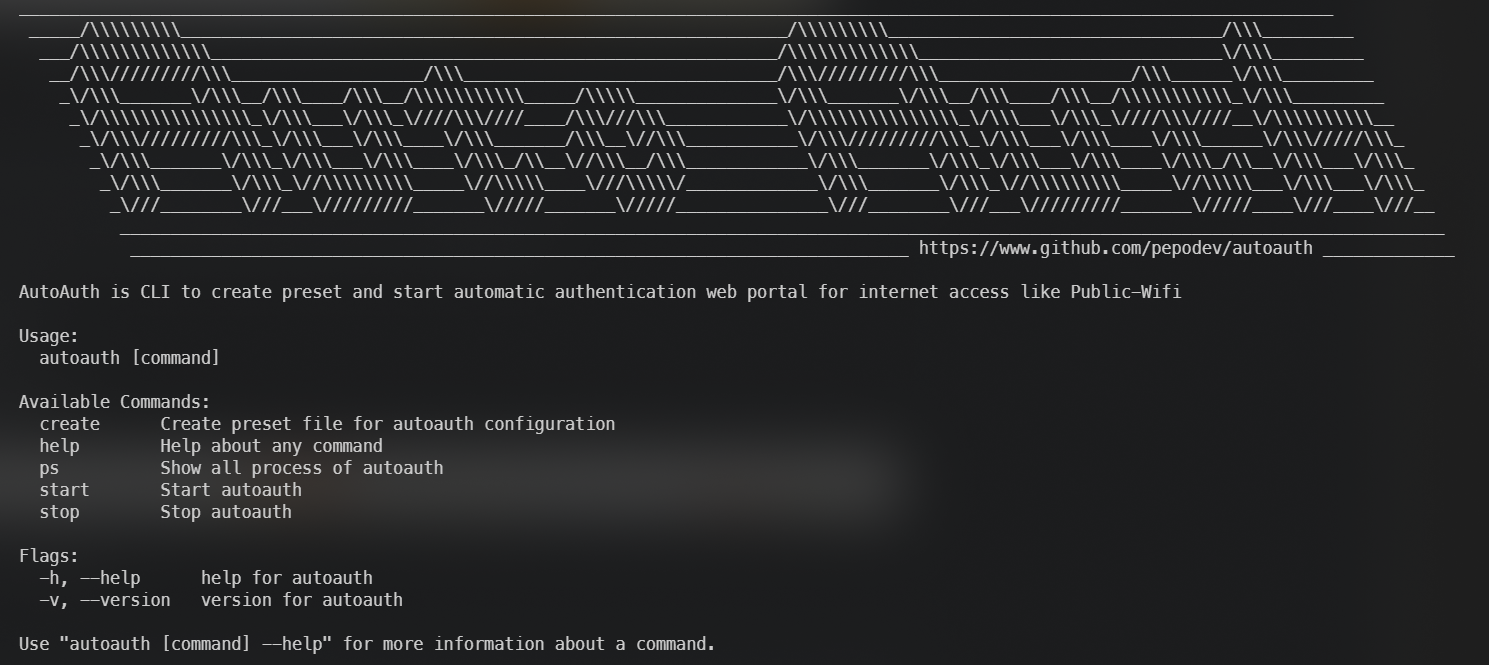 Auto Auth
https://www.github.com/pepodev/autoauth
AutoAuth is CLI to create preset and start automatic authentication web portal for internet access like Public-Wifi
Usage:
autoauth [command]
Available Commands:
create Create preset file for autoauth configuration
help Help about any command
ps Show all process of autoauth
start Start autoauth
stop Stop autoauth
Flags:
-h, --help help for autoauth
-v, --version version for autoauth
Use "autoauth [command] --help" for more information about a command.